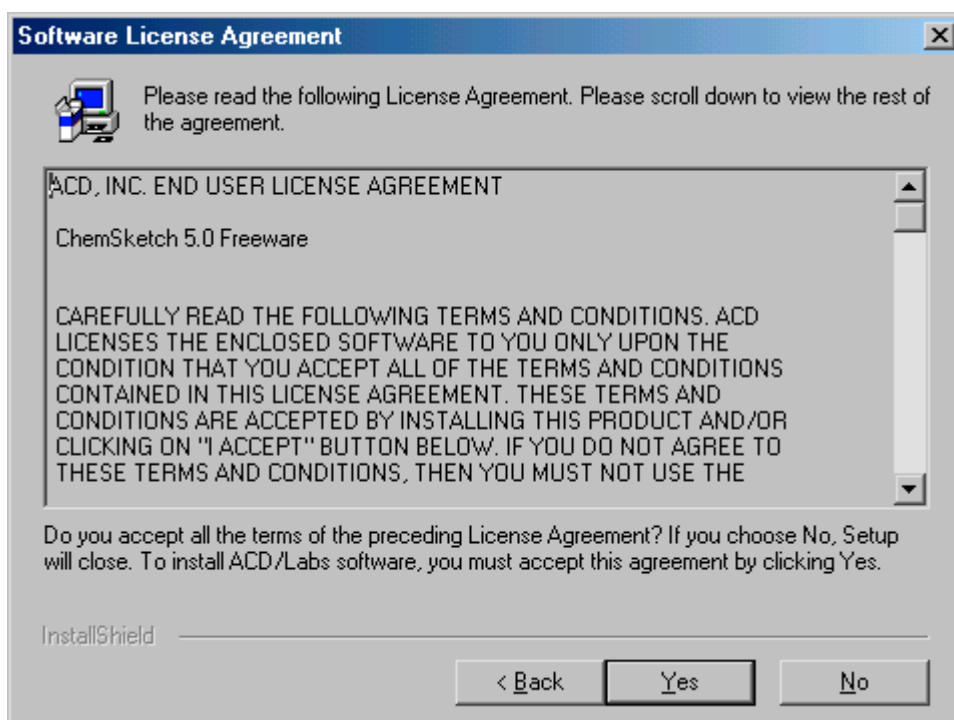 Software License Agreement
Please read the following License Agreement. Please scroll down to view the rest of
the agreement.
ACD, INC. END USER LICENSE AGREEMENT
ChemSketch 5.0 Freeware
CAREFULLY READ THE FOLLOWING TERMS AND CONDITIONS. ACD
LICENSES THE ENCLOSED SOFTWARE TO YOU ONLY UPON THE
CONDITION THAT YOU ACCEPT ALL OF THE TERMS AND CONDITIONS
CONTAINED IN THIS LICENSE AGREEMENT. THESE TERMS AND
CONDITIONS ARE ACCEPTED BY INSTALLING THIS PRODUCT AND/OR
CLICKING ON "I ACCEPT" BUTTON BELOW. IF YOU DO NOT AGREE TO
THESE TERMS AND CONDITIONS, THEN YOU MUST NOT USE THE
Do you accept all the terms of the preceding License Agreement? If you choose No, Setup
will close. To install ACD/Labs software, you must accept this agreement by clicking Yes.
InstallShield
< Back
Yes
No